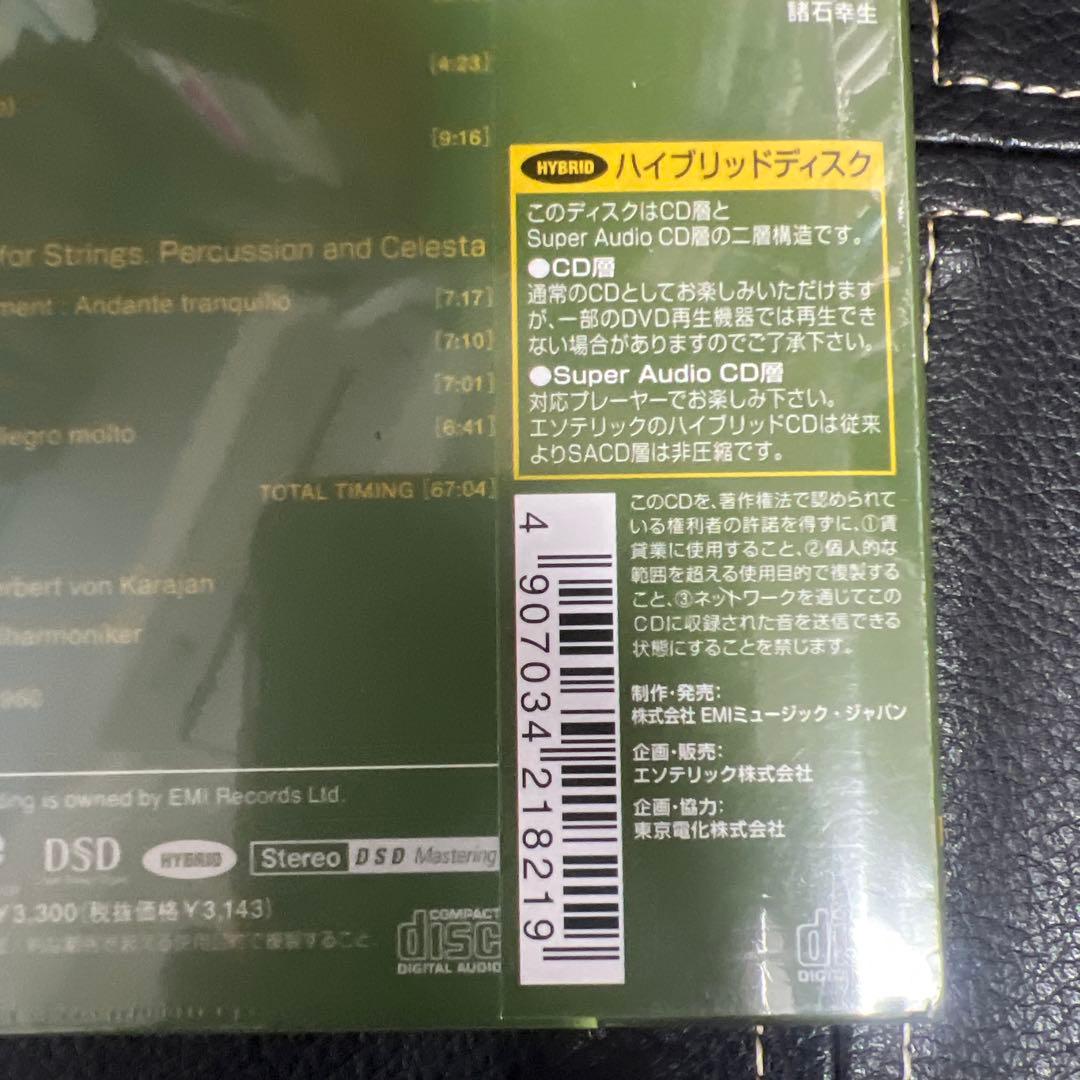 諸石幸生
[4:23]
[9:16]
for Strings, Percussion and Celesta
ment : Andante tranquillo [7:17]
[7:10]
[7:01]
llegro molto [6:41]
TOTAL TIMING [67:04]
erbert von Karajan
lharmoniker
960
ding is owned by EMI Records Ltd.
DSD HYBRID Stereo DSD Mastering
¥3,300(税抜価格¥3,143)
COMPACT
disc
DIGITAL AUDIO
HYBRID ハイブリッドディスク
このディスクはCD層と
Super Audio CD層の二層構造です。
●CD層
通常のCDとしてお楽しみいただけます
が、一部のDVD再生機器では再生でき
ない場合がありますのでご了承下さい。
●Super Audio CD層
対応プレーヤーでお楽しみ下さい。
エソテリックのハイブリッドCDは従来
よりSACD層は非圧縮です。
4 907034 218219
このCDを、著作権法で認められて
いる権利者の許諾を得ずに、①賃
貸業に使用すること、②個人的な
範囲を超える使用目的で複製する
こと、③ネットワークを通じてこの
CDに収録された音を送信できる
状態にすることを禁じます。
制作・発売:
株式会社 EMIミュージック・ジャパン
企画・販売:
エソテリック株式会社
企画・協力:
東京電化株式会社
disc
DIGITAL